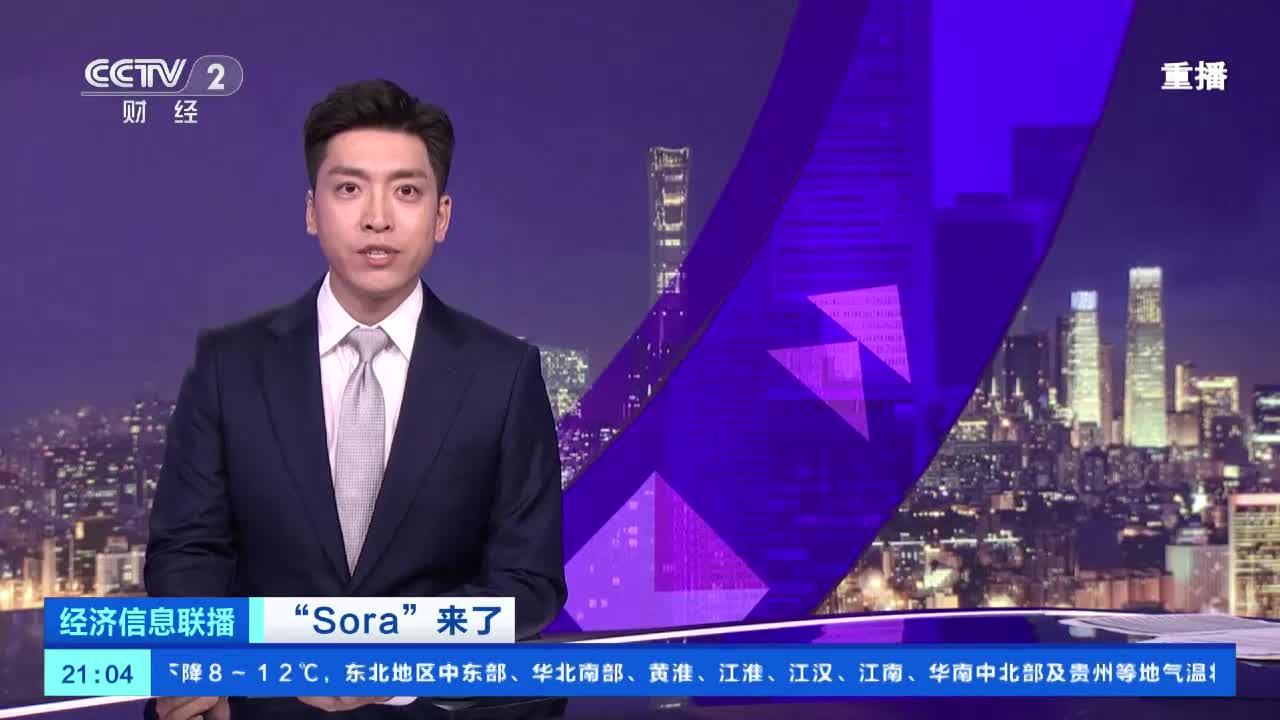 CCTV 2
财 经
重播
经济信息联播
“Sora”来了
21:04
下降8～12℃，东北地区中东部、华北南部、黄淮、江淮、江汉、江南、华南中北部及贵州等地气温将